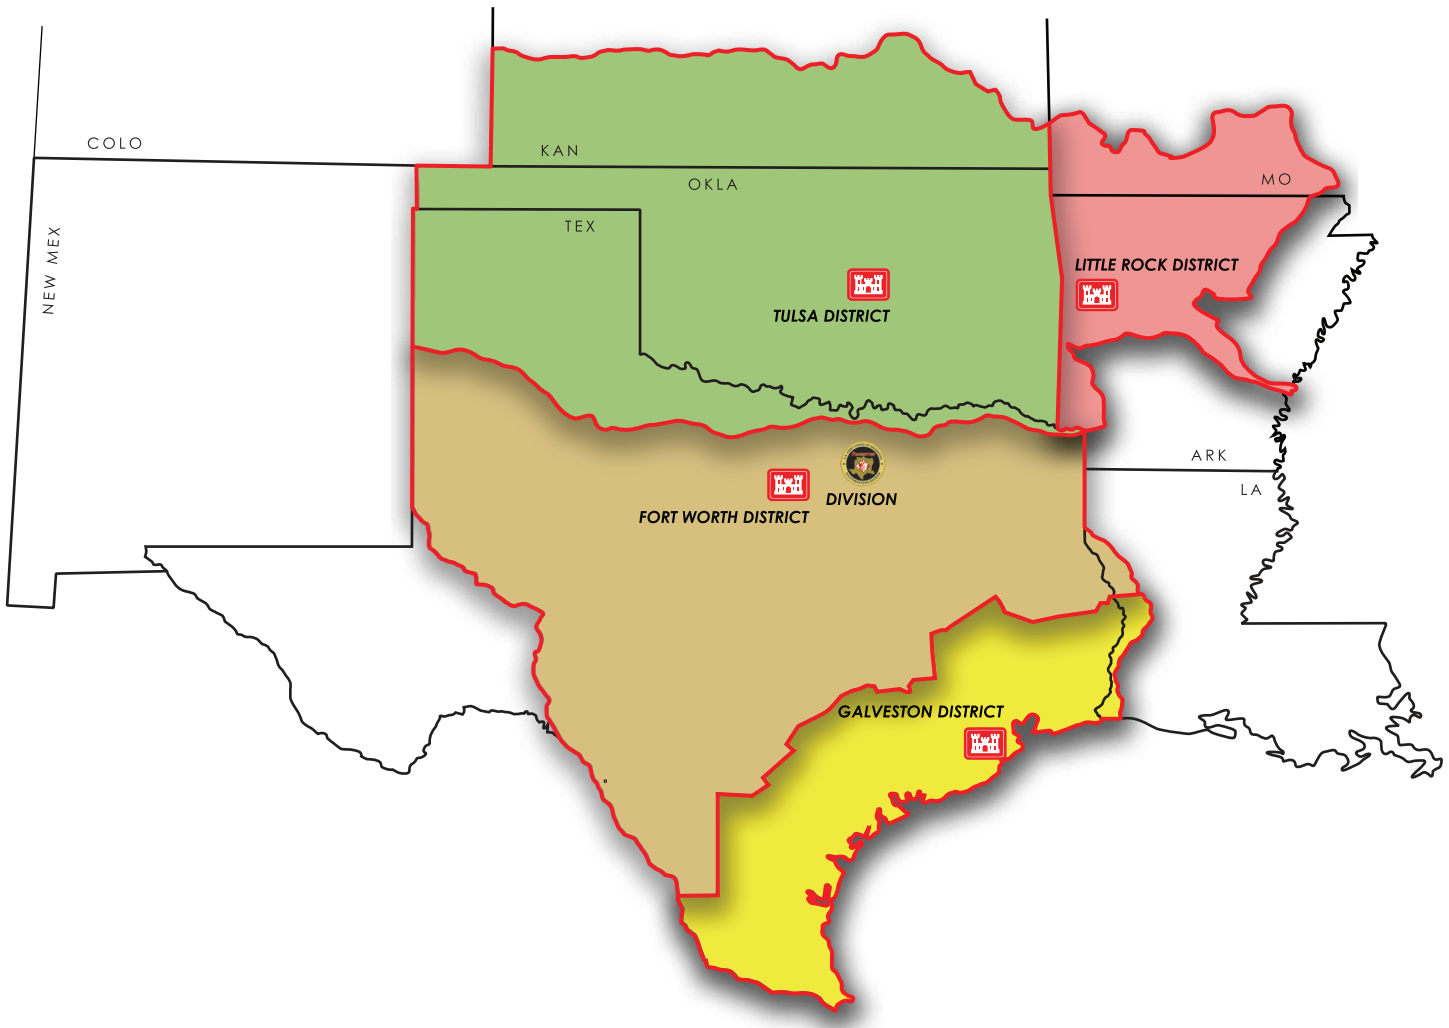 COLO
KAN
OKLA
MO
TEX
NEW MEX
LITTLE ROCK DISTRICT
TULSA DISTRICT
ARK
LA
DIVISION
FORT WORTH DISTRICT
GALVESTON DISTRICT